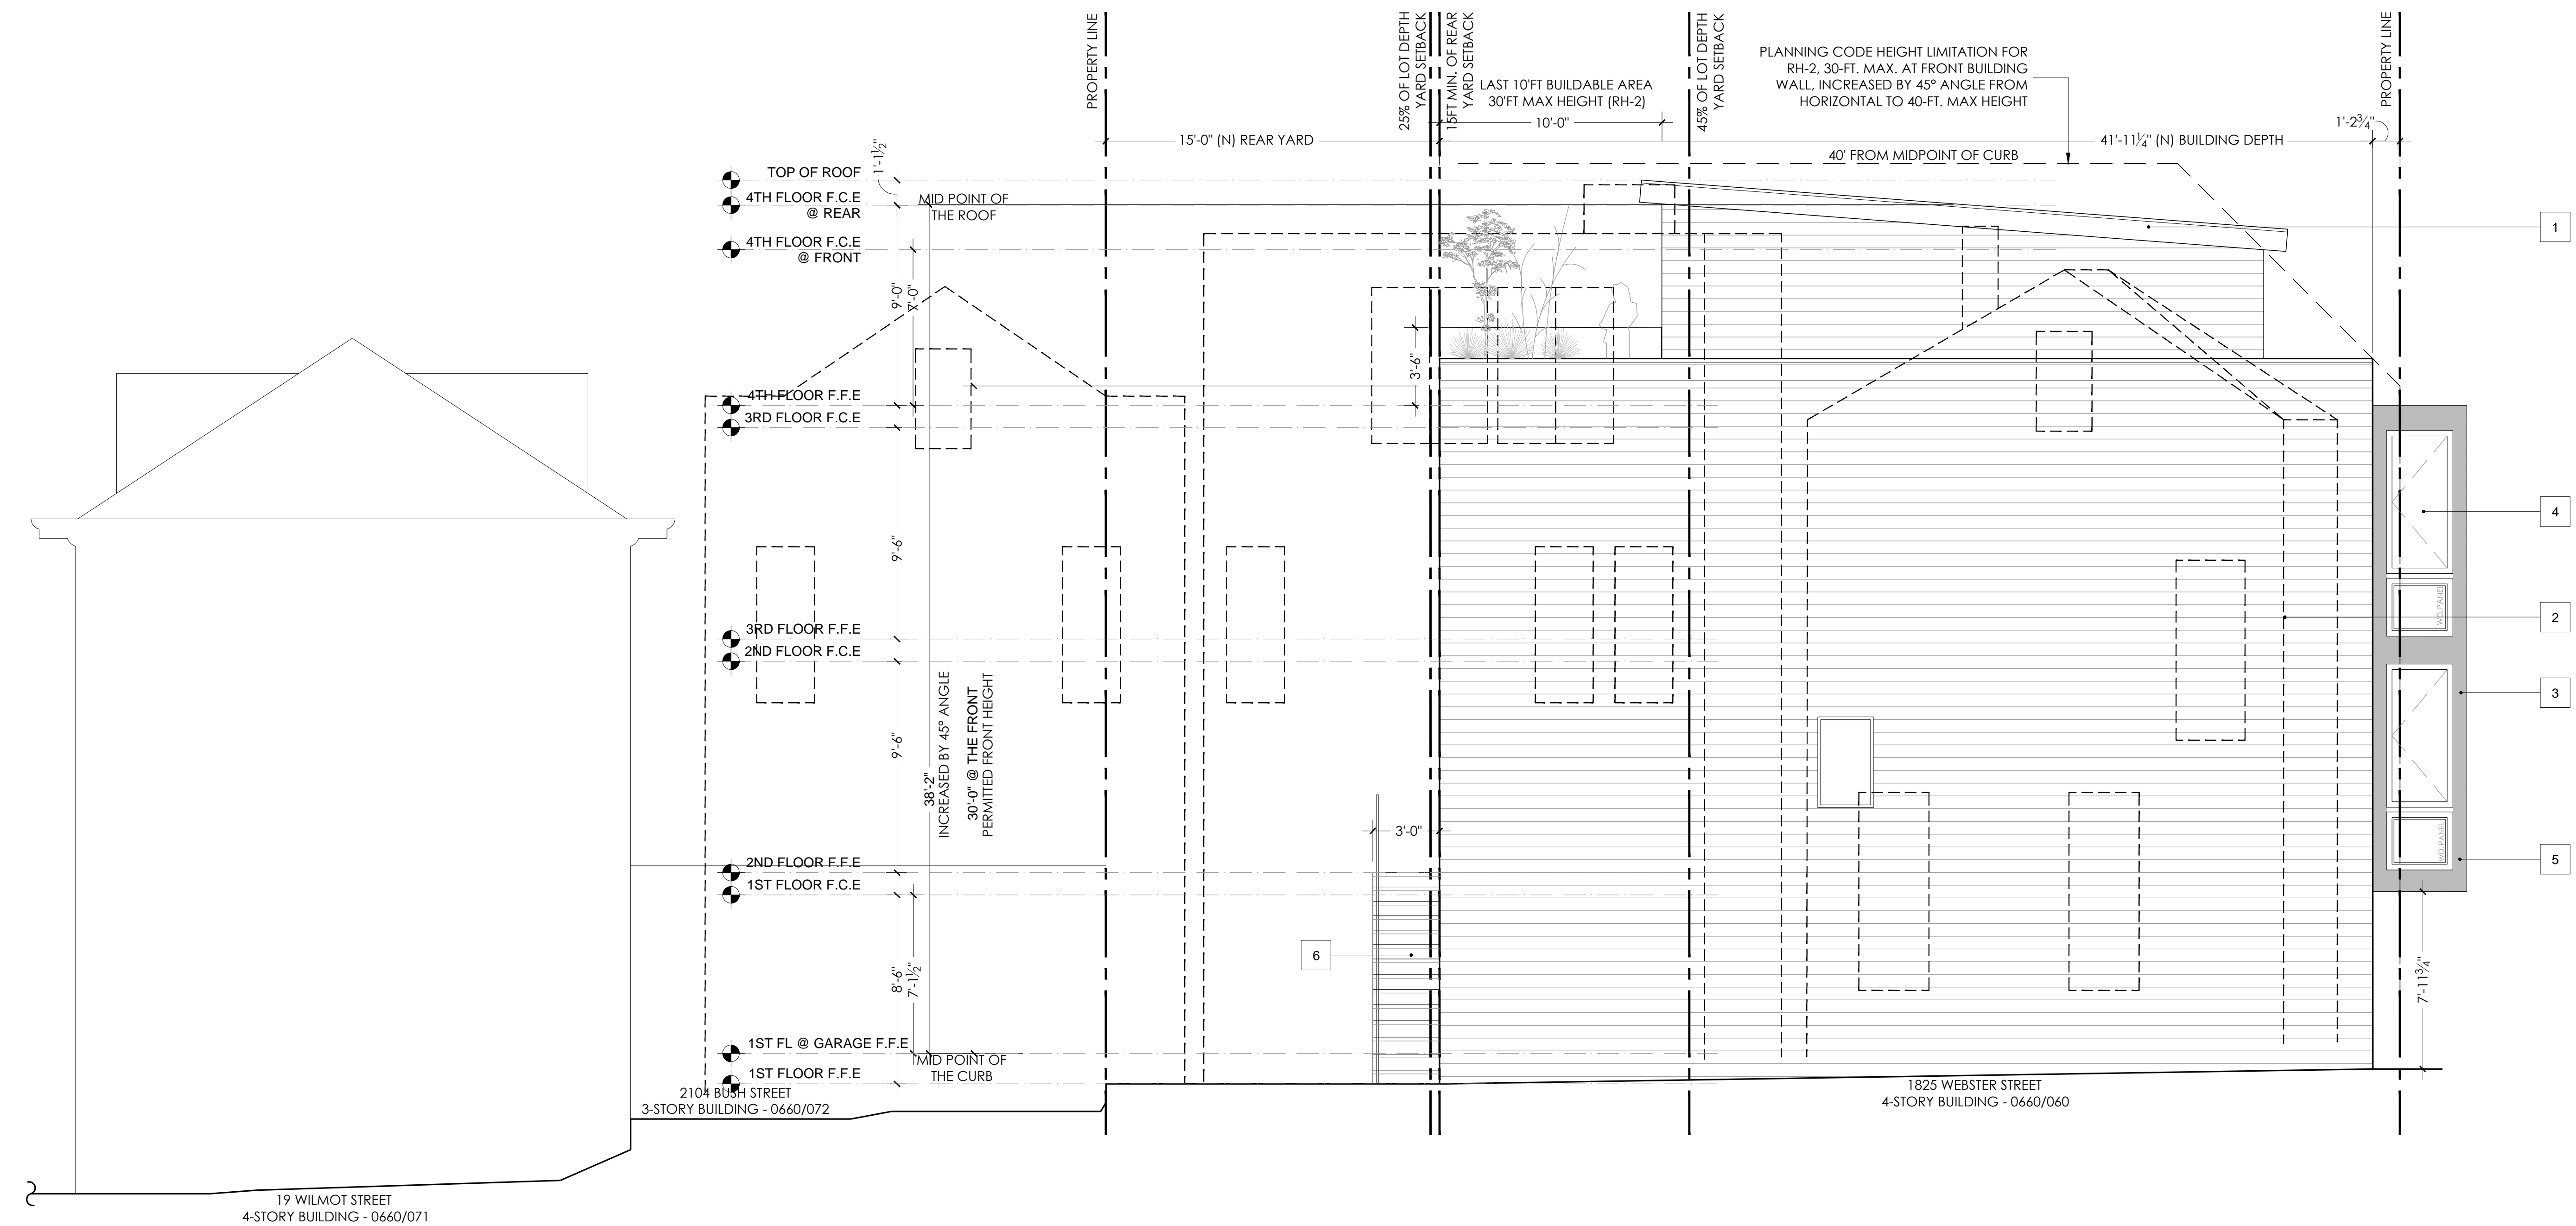 PROPERTY LINE
25% OF LOT DEPTH
YARD SETBACK
15FT MIN. OF REAR
YARD SETBACK
LAST 10'FT BUILDABLE AREA
30'FT MAX HEIGHT (RH-2)
10'-0"
45% OF LOT DEPTH
YARD SETBACK
PLANNING CODE HEIGHT LIMITATION FOR
RH-2, 30-FT. MAX. AT FRONT BUILDING
WALL, INCREASED BY 45° ANGLE FROM
HORIZONTAL TO 40-FT. MAX HEIGHT
PROPERTY LINE
1'-2¾"
15'-0" (N) REAR YARD
41'-11¼" (N) BUILDING DEPTH
40' FROM MIDPOINT OF CURB
TOP OF ROOF
1'-1½"
4TH FLOOR F.C.E
@ REAR
MID POINT OF
THE ROOF
4TH FLOOR F.C.E
@ FRONT
1
9'-0"
7'-0"
3'-6"
4TH FLOOR F.F.E
3RD FLOOR F.C.E
4
9'-6"
WD.PANEL
2
3RD FLOOR F.F.E
2ND FLOOR F.C.E
3
9'-6"
38'-2"
INCREASED BY 45° ANGLE
30'-0" @ THE FRONT
PERMITTED FRONT HEIGHT
3'-0"
WD.PANEL
5
2ND FLOOR F.F.E
1ST FLOOR F.C.E
6
8'-6"
7'-1½"
7'-1¾"
1ST FL @ GARAGE F.F.E
MID POINT OF
THE CURB
1ST FLOOR F.F.E
2104 BUSH STREET
3-STORY BUILDING - 0660/072
1825 WEBSTER STREET
4-STORY BUILDING - 0660/060
19 WILMOT STREET
4-STORY BUILDING - 0660/071